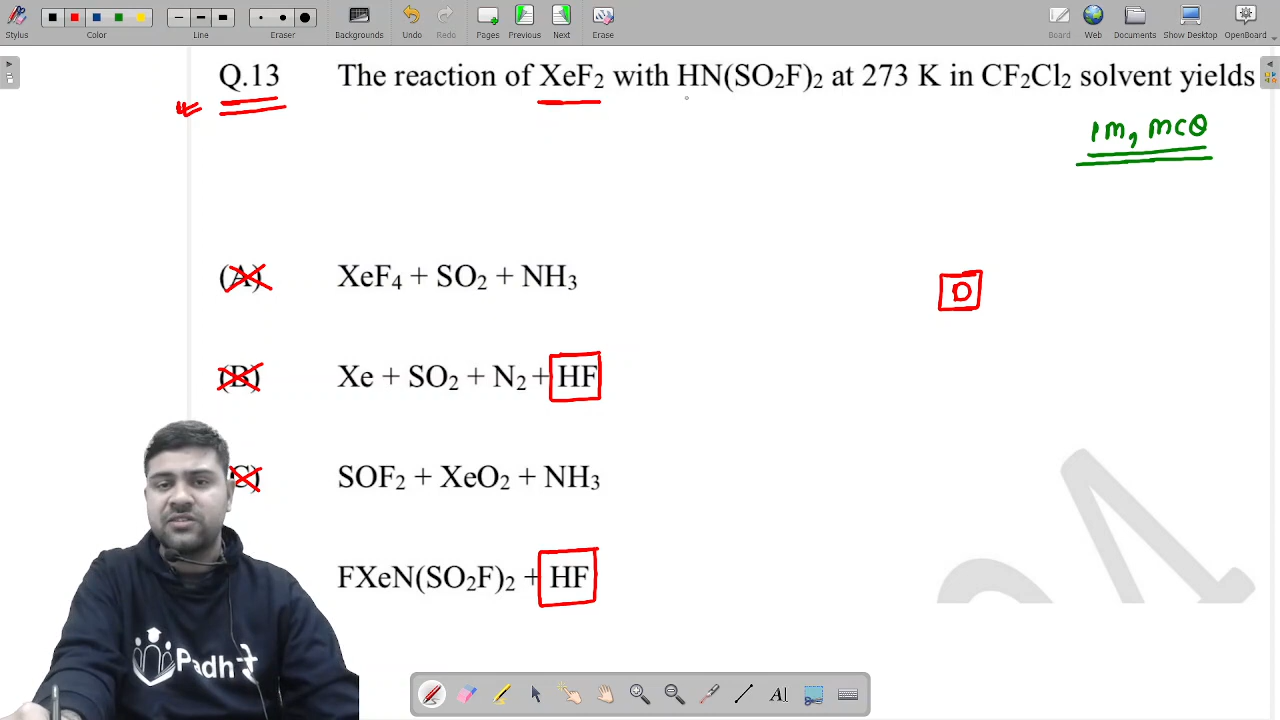 Stylus Color Line Eraser Backgrounds Undo Redo Pages Previous Next Erase Board Web Documents Show Desktop OpenBoard
Q.13 The reaction of XeF₂ with HN(SO₂F)₂ at 273 K in CF₂Cl₂ solvent yields
1M, MCQ
(A) XeF₄ + SO₂ + NH₃
D
(B) Xe + SO₂ + N₂ + HF
(C) SOF₂ + XeO₂ + NH₃
FXeN(SO₂F)₂ + HF
Padh रे
AI